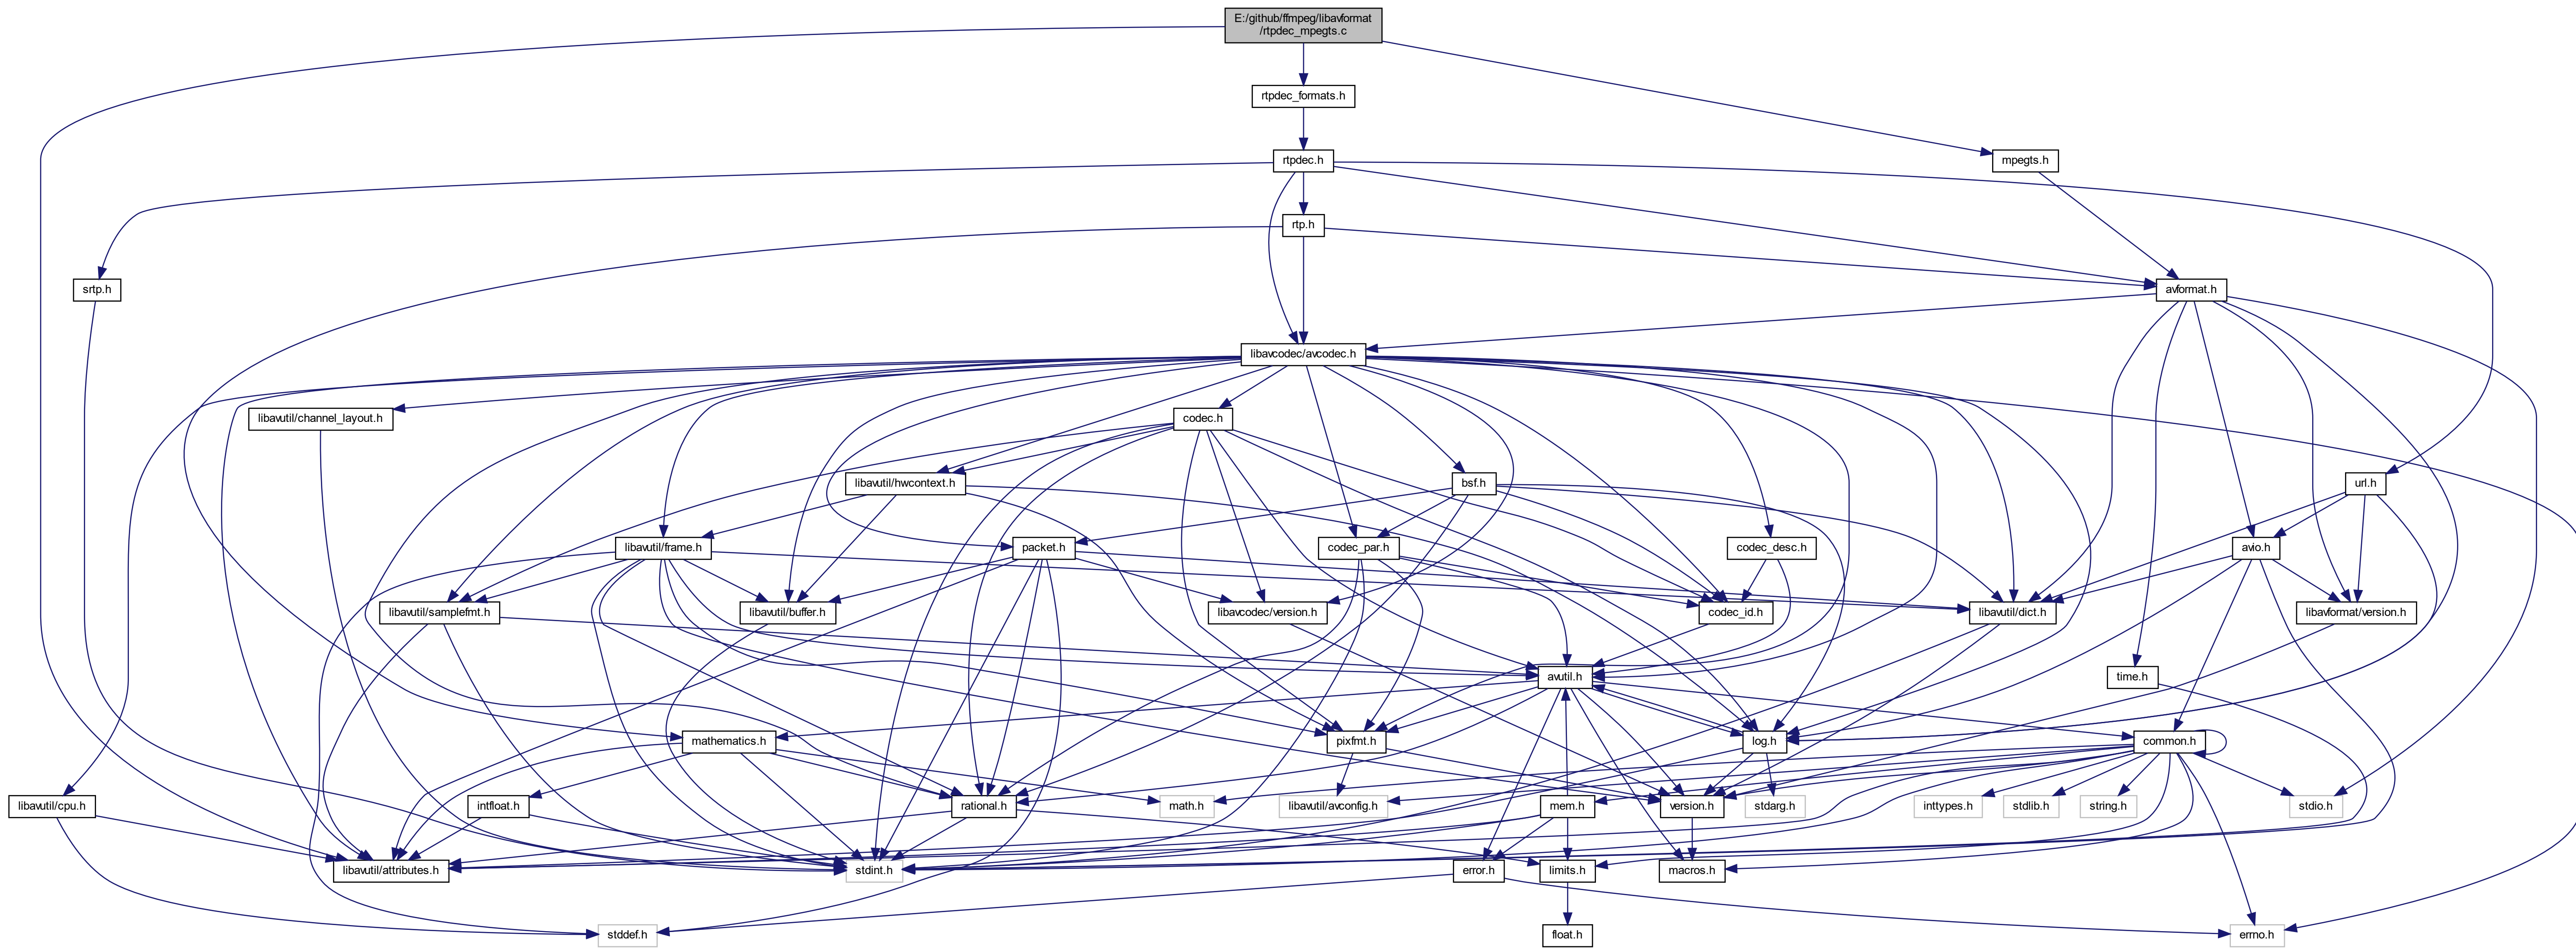 E:/github/ffmpeg/libavformat
/rtpdec_mpegts.c
rtpdec_formats.h
rtpdec.h
mpegts.h
rtp.h
srtp.h
avformat.h
libavcodec/avcodec.h
libavutil/channel_layout.h
codec.h
libavutil/hwcontext.h
bsf.h
url.h
libavutil/frame.h
packet.h
codec_par.h
codec_desc.h
avio.h
libavutil/samplefmt.h
libavutil/buffer.h
libavcodec/version.h
codec_id.h
libavutil/dict.h
libavformat/version.h
avutil.h
time.h
mathematics.h
pixfmt.h
log.h
common.h
libavutil/cpu.h
intfloat.h
rational.h
math.h
libavutil/avconfig.h
mem.h
version.h
stdarg.h
inttypes.h
stdlib.h
string.h
stdio.h
libavutil/attributes.h
stdint.h
error.h
limits.h
macros.h
stddef.h
float.h
errno.h